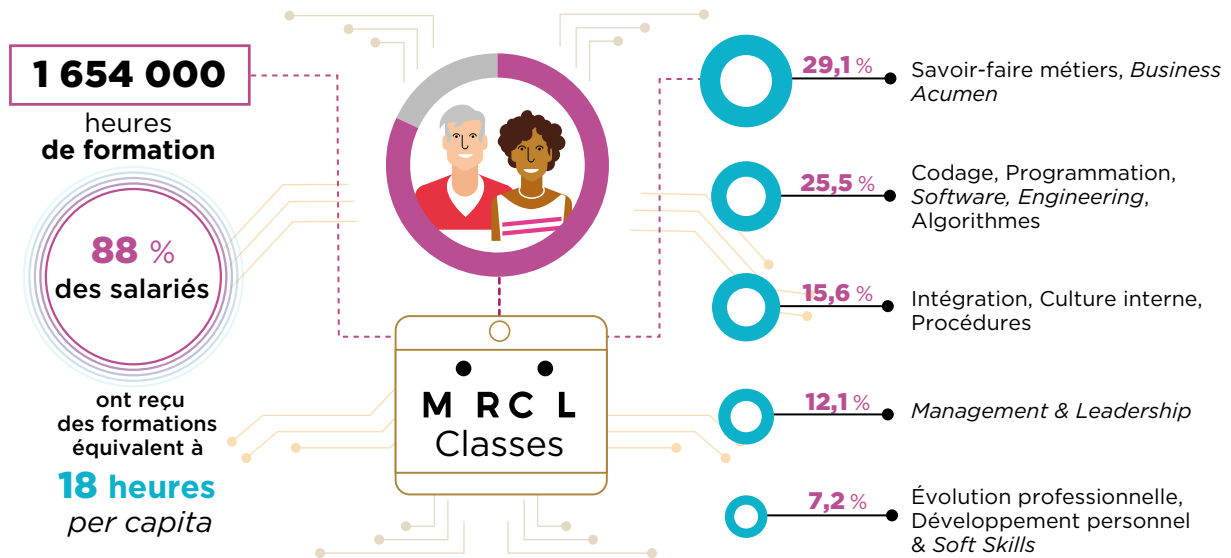 1 654 000
heures
de formation
88 %
des salariés
ont reçu
des formations
équivalent à
18 heures
per capita
M RC L
Classes
29,1 %
Savoir-faire métiers, Business
Acumen
25,5 %
Codage, Programmation,
Software, Engineering,
Algorithmes
15,6 %
Intégration, Culture interne,
Procédures
12,1 %
Management & Leadership
7,2 %
Évolution professionnelle,
Développement personnel
& Soft Skills